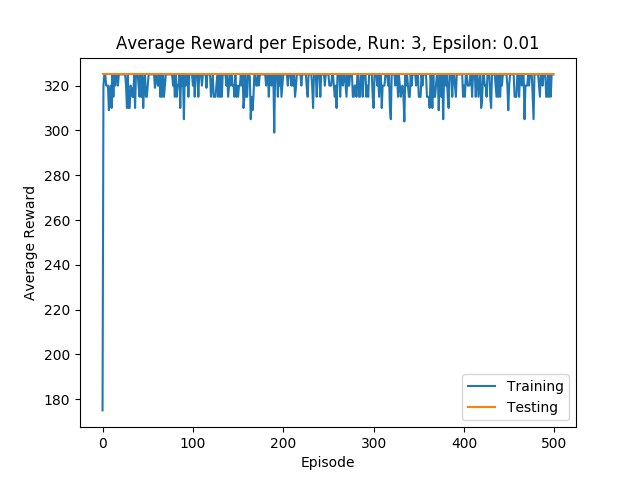 Average Reward per Episode, Run: 3, Epsilon: 0.01
Average Reward
320
300
280
260
240
220
200
180
Training
Testing
0 100 200 300 400 500
Episode